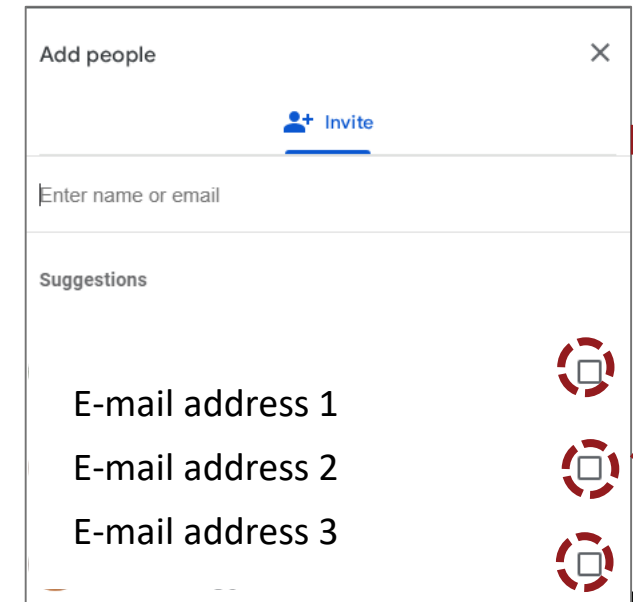 Add people
Invite
Enter name or email
Suggestions
E-mail address 1
E-mail address 2
E-mail address 3